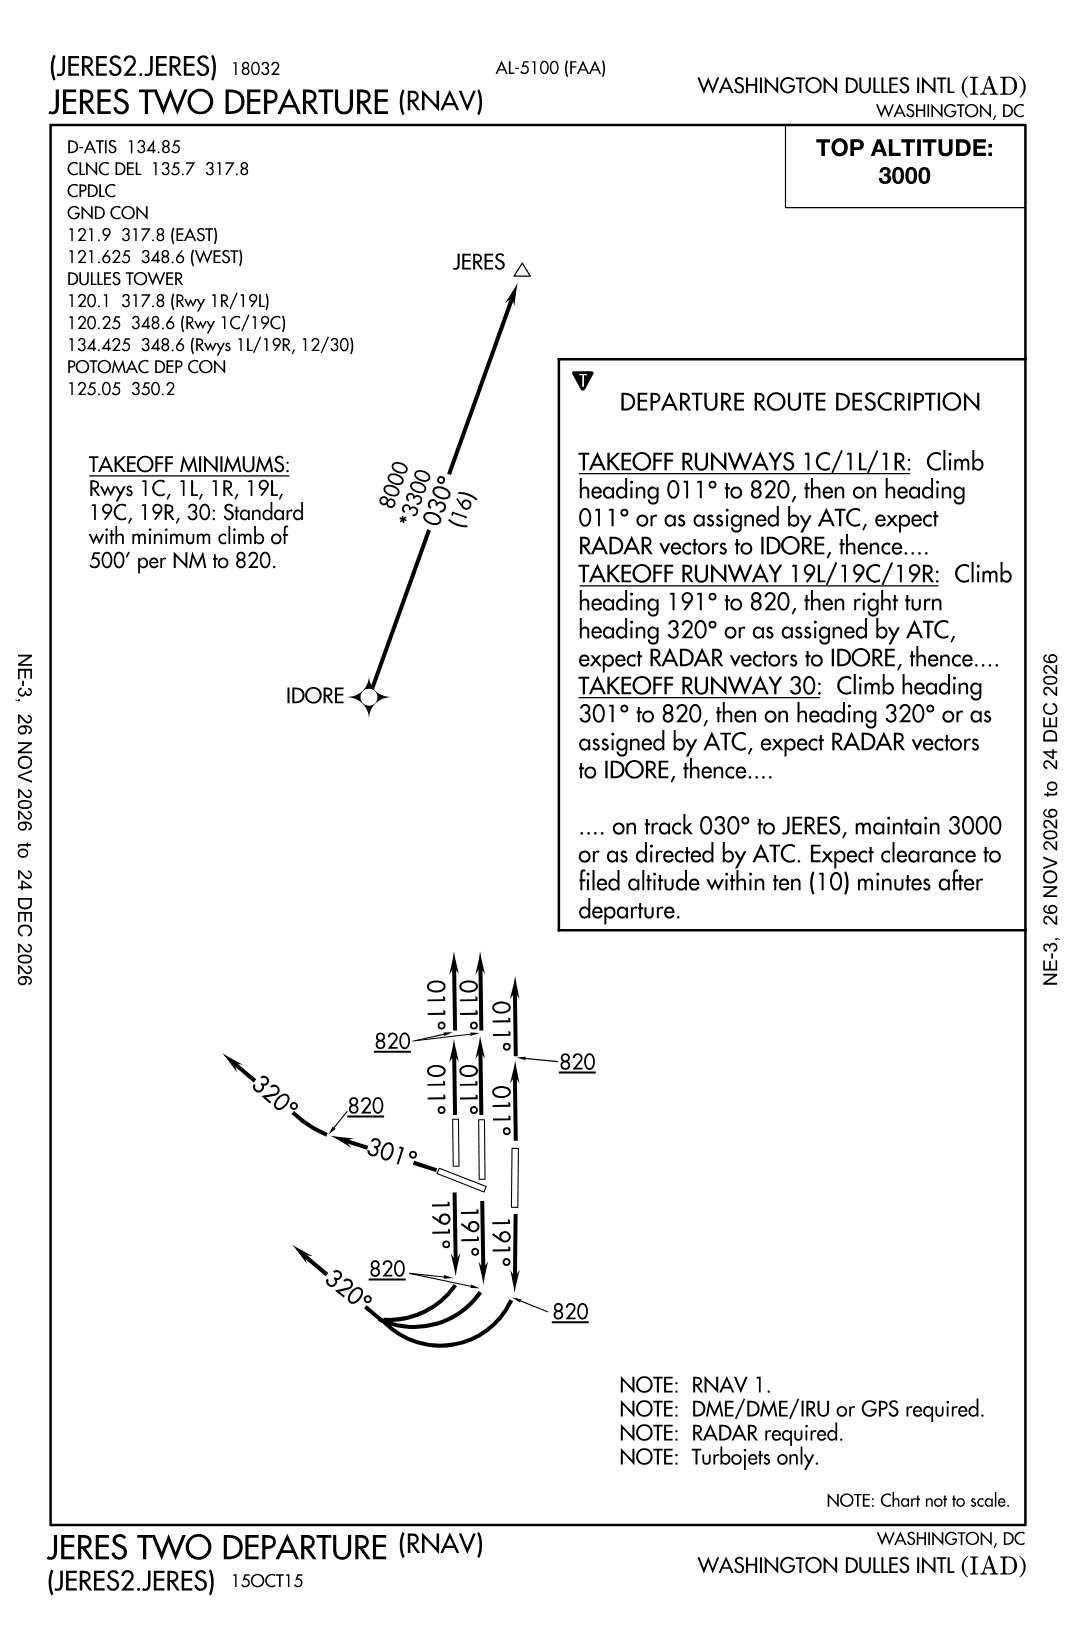 (JERES2.JERES) 18032
AL-5100 (FAA)
JERES TWO DEPARTURE (RNAV)
WASHINGTON DULLES INTL (IAD)
WASHINGTON, DC
D-ATIS 134.85
CLNC DEL 135.7 317.8
CPDLC
GND CON
121.9 317.8 (EAST)
121.625 348.6 (WEST)
DULLES TOWER
120.1 317.8 (Rwy 1R/19L)
120.25 348.6 (Rwy 1C/19C)
134.425 348.6 (Rwys 1L/19R, 12/30)
POTOMAC DEP CON
125.05 350.2
TOP ALTITUDE:
3000
JERES
TAKEOFF MINIMUMS:
Rwys 1C, 1L, 1R, 19L,
19C, 19R, 30: Standard
with minimum climb of
500′ per NM to 820.
8000
*3300
030°
(16)
IDORE
T
DEPARTURE ROUTE DESCRIPTION
TAKEOFF RUNWAYS 1C/1L/1R: Climb
heading 011° to 820, then on heading
011° or as assigned by ATC, expect
RADAR vectors to IDORE, thence....
TAKEOFF RUNWAY 19L/19C/19R: Climb
heading 191° to 820, then right turn
heading 320° or as assigned by ATC,
expect RADAR vectors to IDORE, thence....
TAKEOFF RUNWAY 30: Climb heading
301° to 820, then on heading 320° or as
assigned by ATC, expect RADAR vectors
to IDORE, thence....
.... on track 030° to JERES, maintain 3000
or as directed by ATC. Expect clearance to
filed altitude within ten (10) minutes after
departure.
NE-3, 26 NOV 2026 to 24 DEC 2026
NE-3, 26 NOV 2026 to 24 DEC 2026
011°
011°
011°
820
820
011°
011°
011°
320°
820
301°
191°
191°
191°
820
320°
820
NOTE: RNAV 1.
NOTE: DME/DME/IRU or GPS required.
NOTE: RADAR required.
NOTE: Turbojets only.
NOTE: Chart not to scale.
JERES TWO DEPARTURE (RNAV)
(JERES2.JERES) 15OCT15
WASHINGTON, DC
WASHINGTON DULLES INTL (IAD)